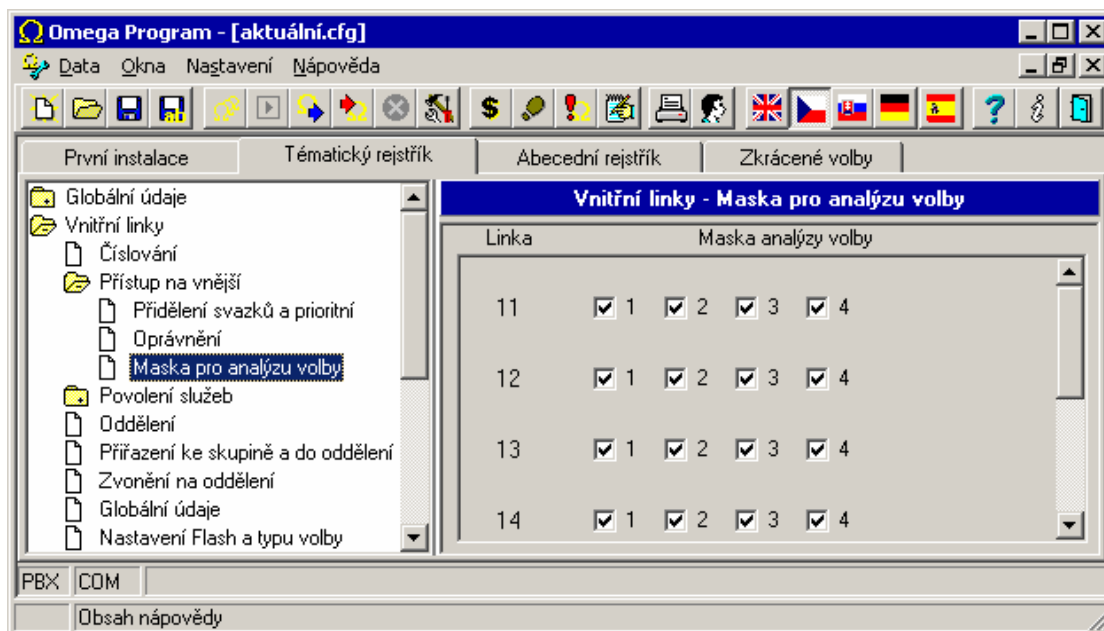 Omega Program - [aktuální.cfg]
Data Okna Nastavení Nápověda
První instalace Tématický rejstřík Abecední rejstřík Zkrácené volby
Globální údaje
Vnitřní linky
Číslování
Přístup na vnější
Přidělení svazků a prioritní
Oprávnění
Maska pro analýzu volby
Povolení služeb
Oddělení
Přiřazení ke skupině a do oddělení
Zvonění na oddělení
Globální údaje
Nastavení Flash a typu volby
Vnitřní linky - Maska pro analýzu volby
Linka Maska analýzy volby
11 1 2 3 4
12 1 2 3 4
13 1 2 3 4
14 1 2 3 4
PBX COM
Obsah nápovědy